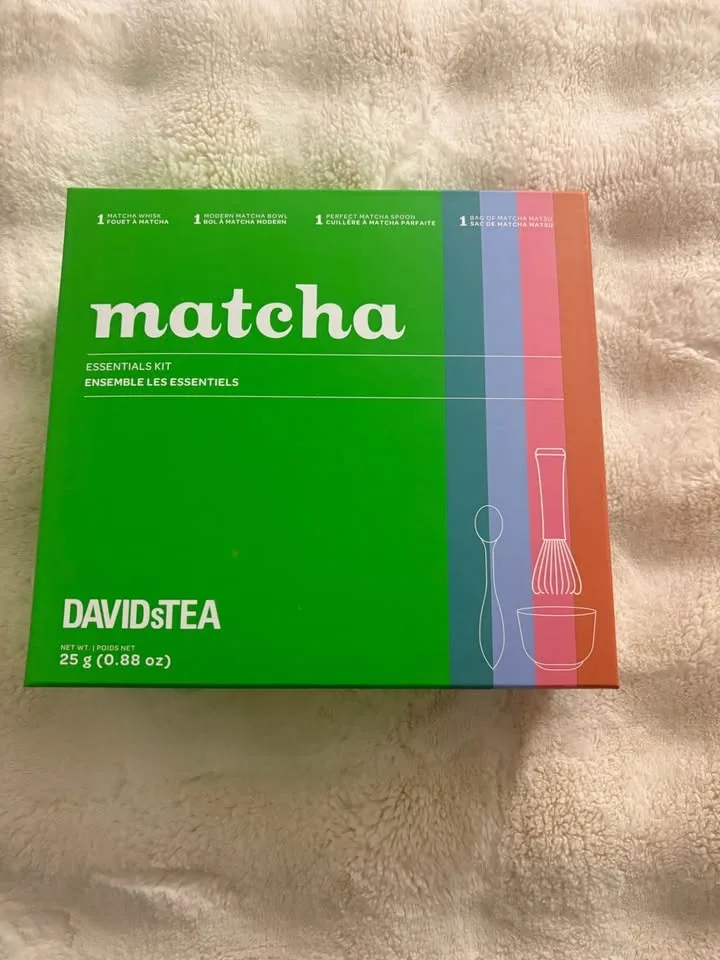 1 MATCHA WHISK
FOUET À MATCHA
1 MODERN MATCHA BOWL
BOL À MATCHA MODERN
1 PERFECT MATCHA SPOON
CUILLÈRE À MATCHA PARFAITE
1 BAG OF MATCHA MATSU
SAC DE MATCHA MATSU
matcha
ESSENTIALS KIT
ENSEMBLE LES ESSENTIELS
DAVIDsTEA
NET WT. | POIDS NET
25 g (0.88 oz)